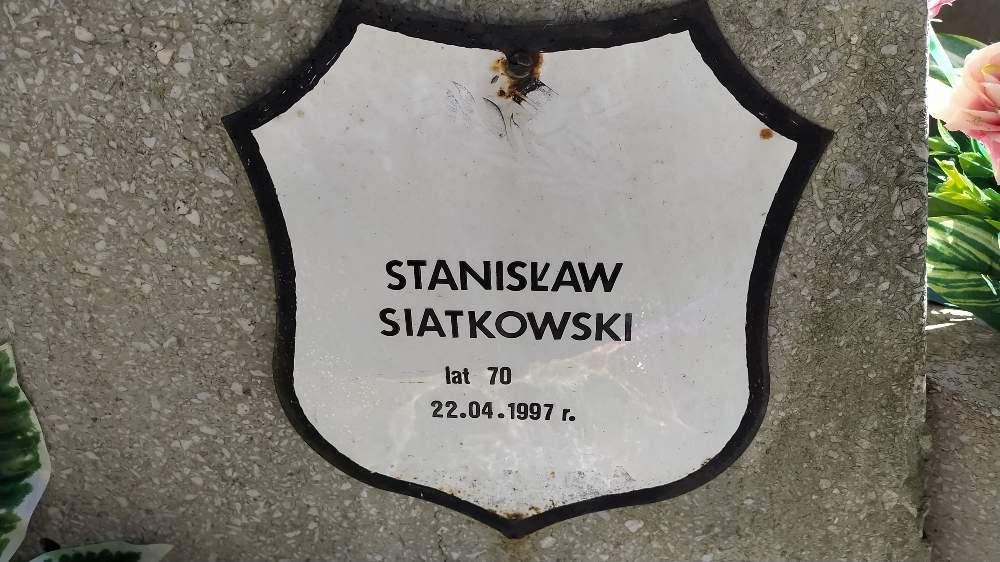 STANISŁAW
SIATKOWSKI
lat 70
22.04.1997 r.